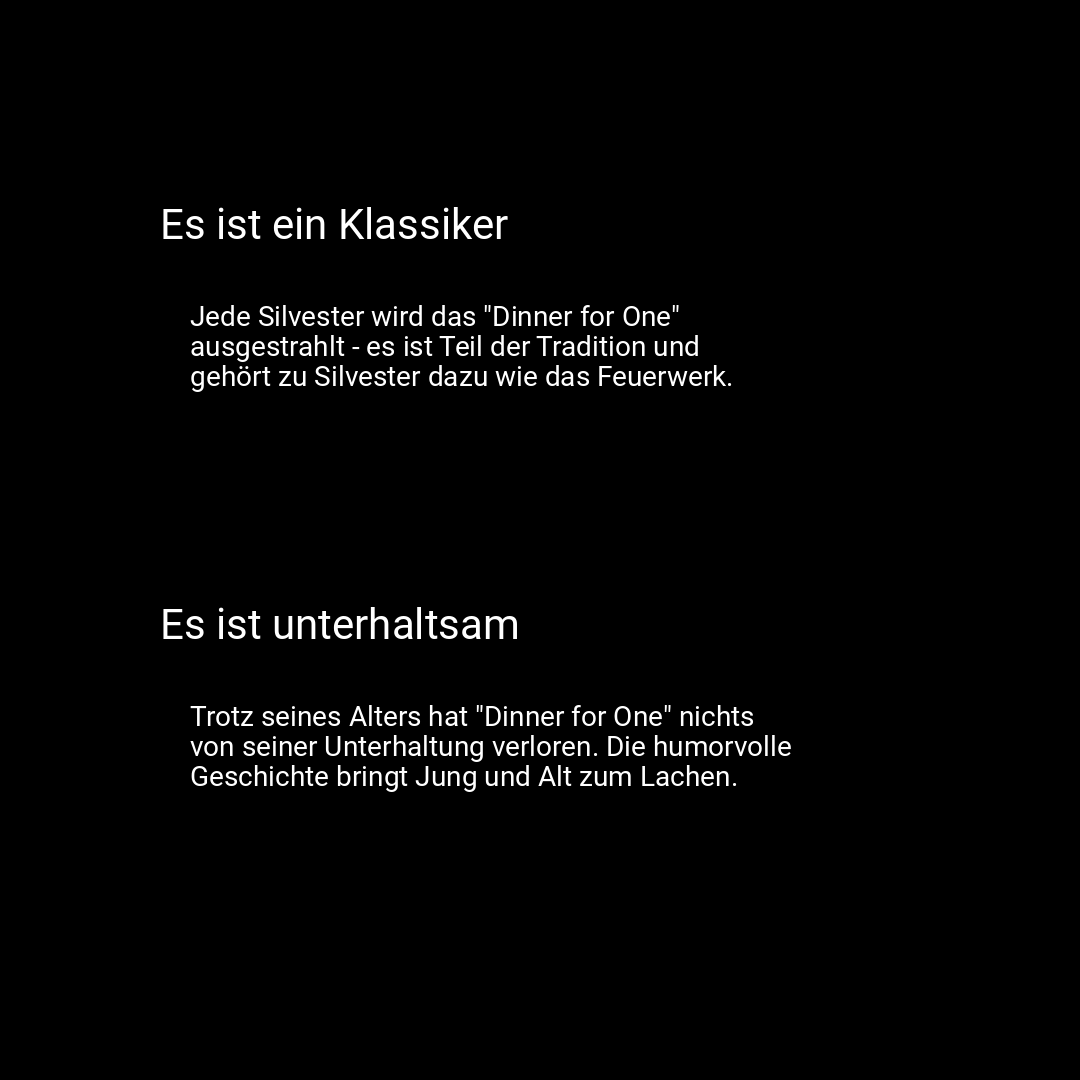 Es ist ein Klassiker
Jede Silvester wird das "Dinner for One"
ausgestrahlt - es ist Teil der Tradition und
gehört zu Silvester dazu wie das Feuerwerk.
Es ist unterhaltsam
Trotz seines Alters hat "Dinner for One" nichts
von seiner Unterhaltung verloren. Die humorvolle
Geschichte bringt Jung und Alt zum Lachen.